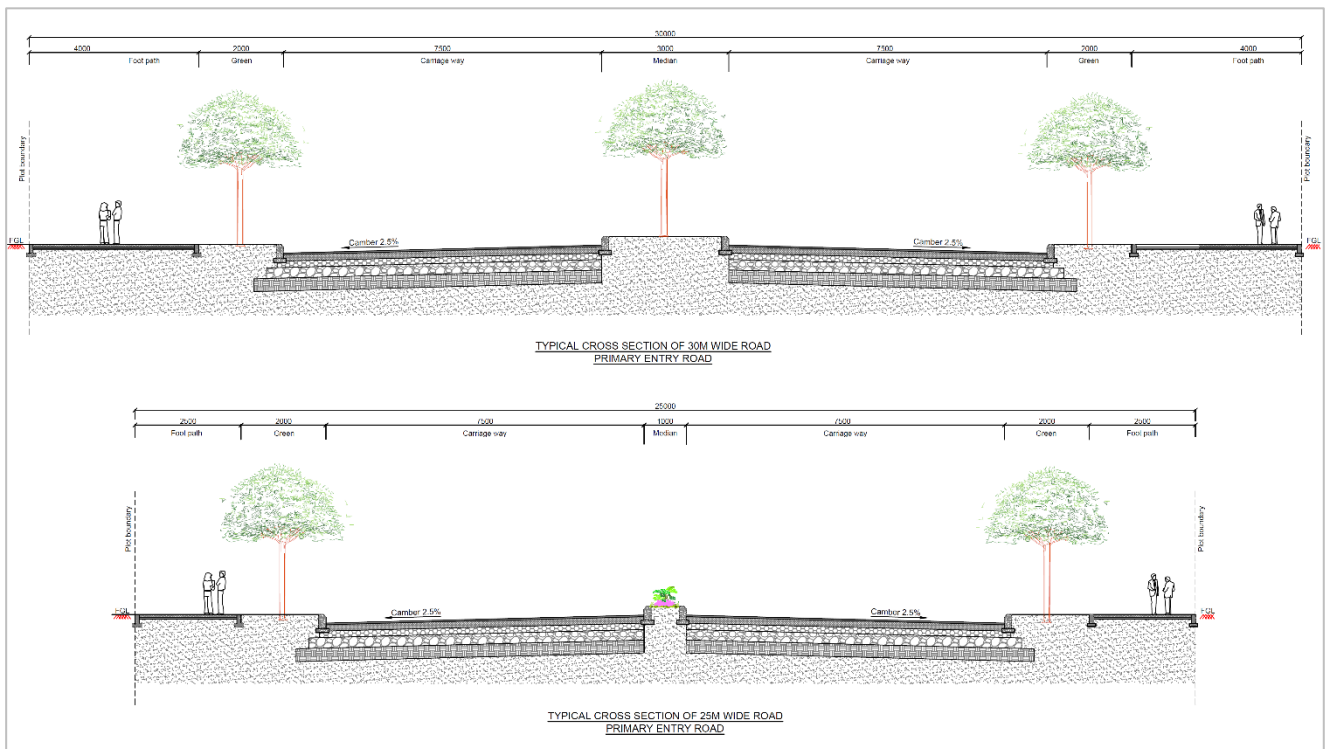 30000
4000 2000 7500 3000 7500 2000 4000
Foot path Green Carriage way Median Carriage way Green Foot path
Plot boundary
Plot boundary
FGL
Camber 2.5%
Camber 2.5%
FGL
TYPICAL CROSS SECTION OF 30M WIDE ROAD
PRIMARY ENTRY ROAD
25000
2500 2000 7500 1000 7500 2000 2500
Foot path Green Carriage way Median Carriage way Green Foot path
Plot boundary
Plot boundary
FGL
Camber 2.5%
Camber 2.5%
FGL
TYPICAL CROSS SECTION OF 25M WIDE ROAD
PRIMARY ENTRY ROAD